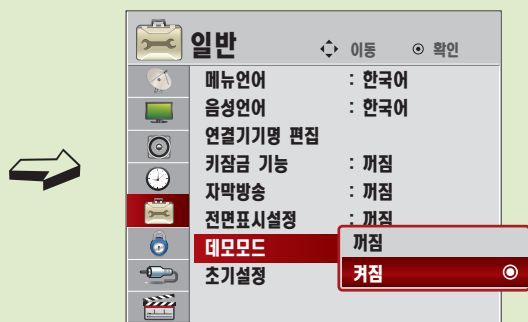 일반 이동 확인
메뉴언어 : 한국어
음성언어 : 한국어
연결기기명 편집
키잠금 기능 : 꺼짐
자막방송 : 꺼짐
전면표시설정 : 꺼짐
데모모드 꺼짐
초기설정 켜짐